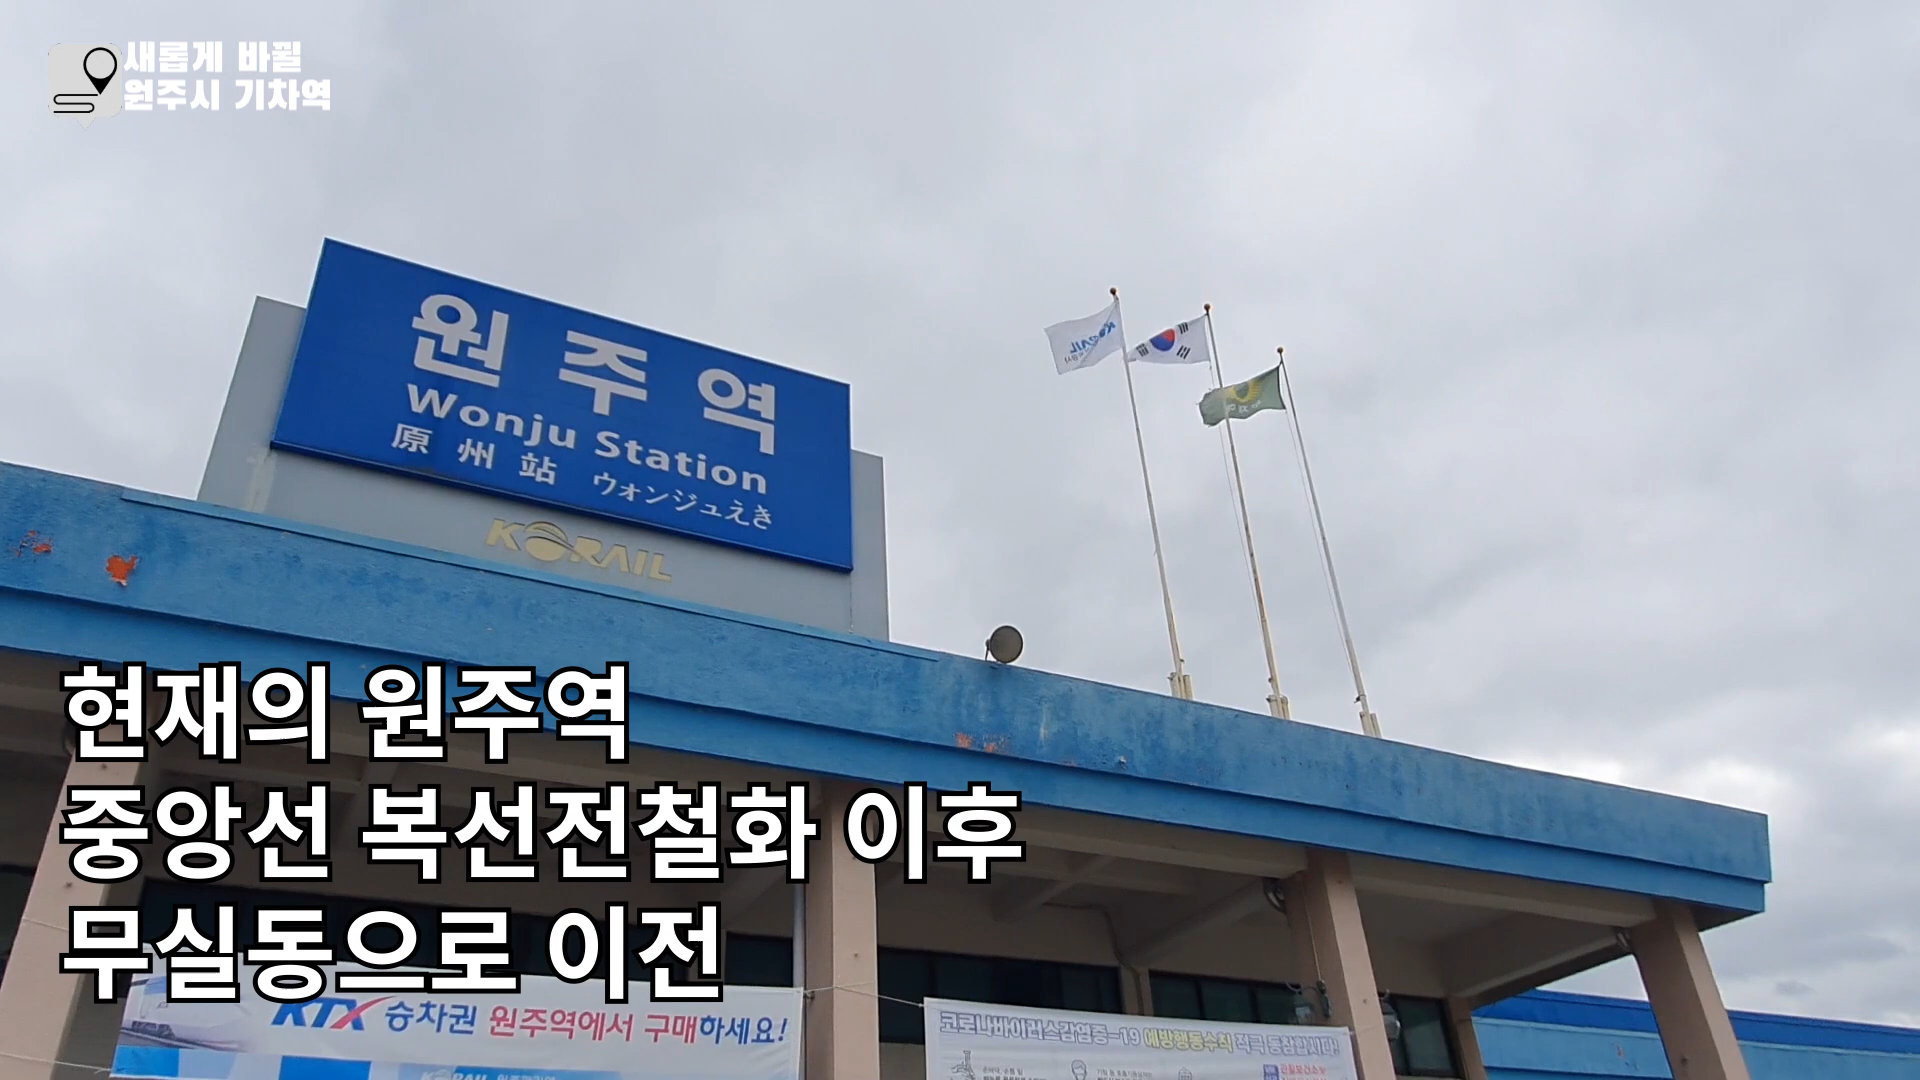 새롭게 바뀔
원주시 기차역
원주역
Wonju Station
原州站 ウォンジュえき
KORAIL
KORAIL
현재의 원주역
중앙선 복선전철화 이후
무실동으로 이전
KTX 승차권 원주역에서 구매하세요!
코로나바이러스감염증-19 예방행동수칙 적극 동참합시다!